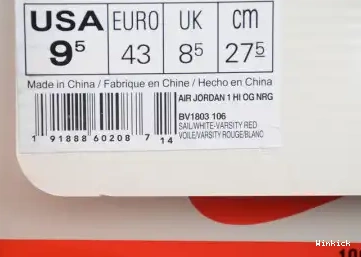 USA EURO UK cm
9⁵ 43 8⁵ 27⁵
Made in China / Fabrique en Chine / Hecho en China
AIR JORDAN 1 HI OG NRG
BV1803 106
SAIL/WHITE-VARSITY RED
VOILE/VARSITY ROUGE/BLANC
1 91888 60208 7 14
Winkick